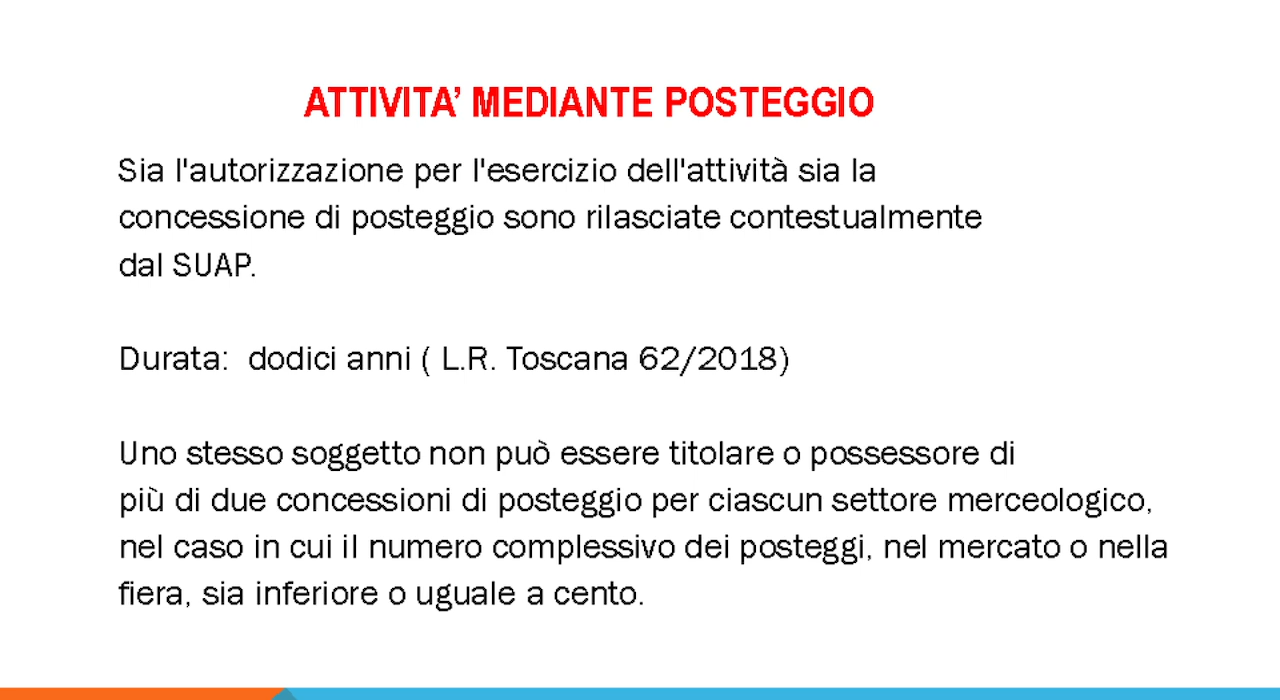 ATTIVITA’ MEDIANTE POSTEGGIO
Sia l'autorizzazione per l'esercizio dell'attività sia la
concessione di posteggio sono rilasciate contestualmente
dal SUAP.
Durata:  dodici anni ( L.R. Toscana 62/2018)
Uno stesso soggetto non può essere titolare o possessore di
più di due concessioni di posteggio per ciascun settore merceologico,
nel caso in cui il numero complessivo dei posteggi, nel mercato o nella
fiera, sia inferiore o uguale a cento.